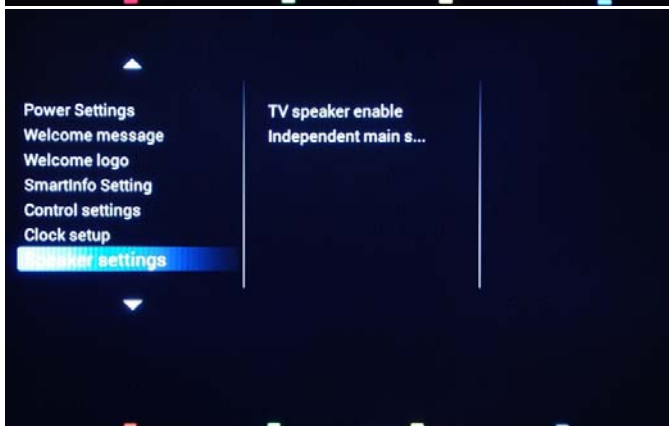 Power Settings
Welcome message
Welcome logo
SmartInfo Setting
Control settings
Clock setup
Speaker settings
TV speaker enable
Independent main s...